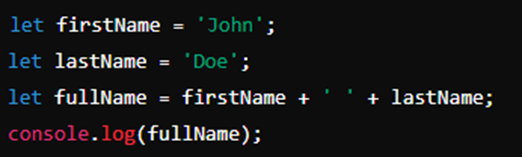 let firstName = 'John';
let lastName = 'Doe';
let fullName = firstName + ' ' + lastName;
console.log(fullName);